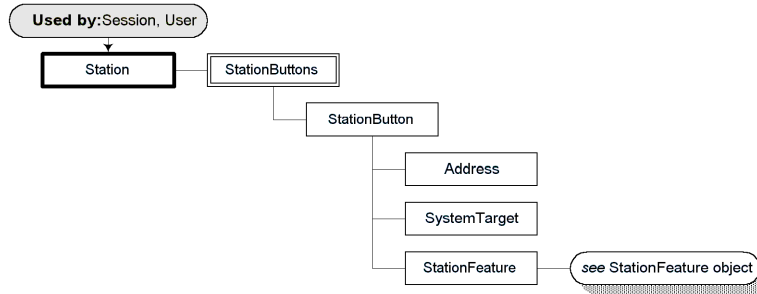 Used by:Session, User
Station
StationButtons
StationButton
Address
SystemTarget
StationFeature
see StationFeature object